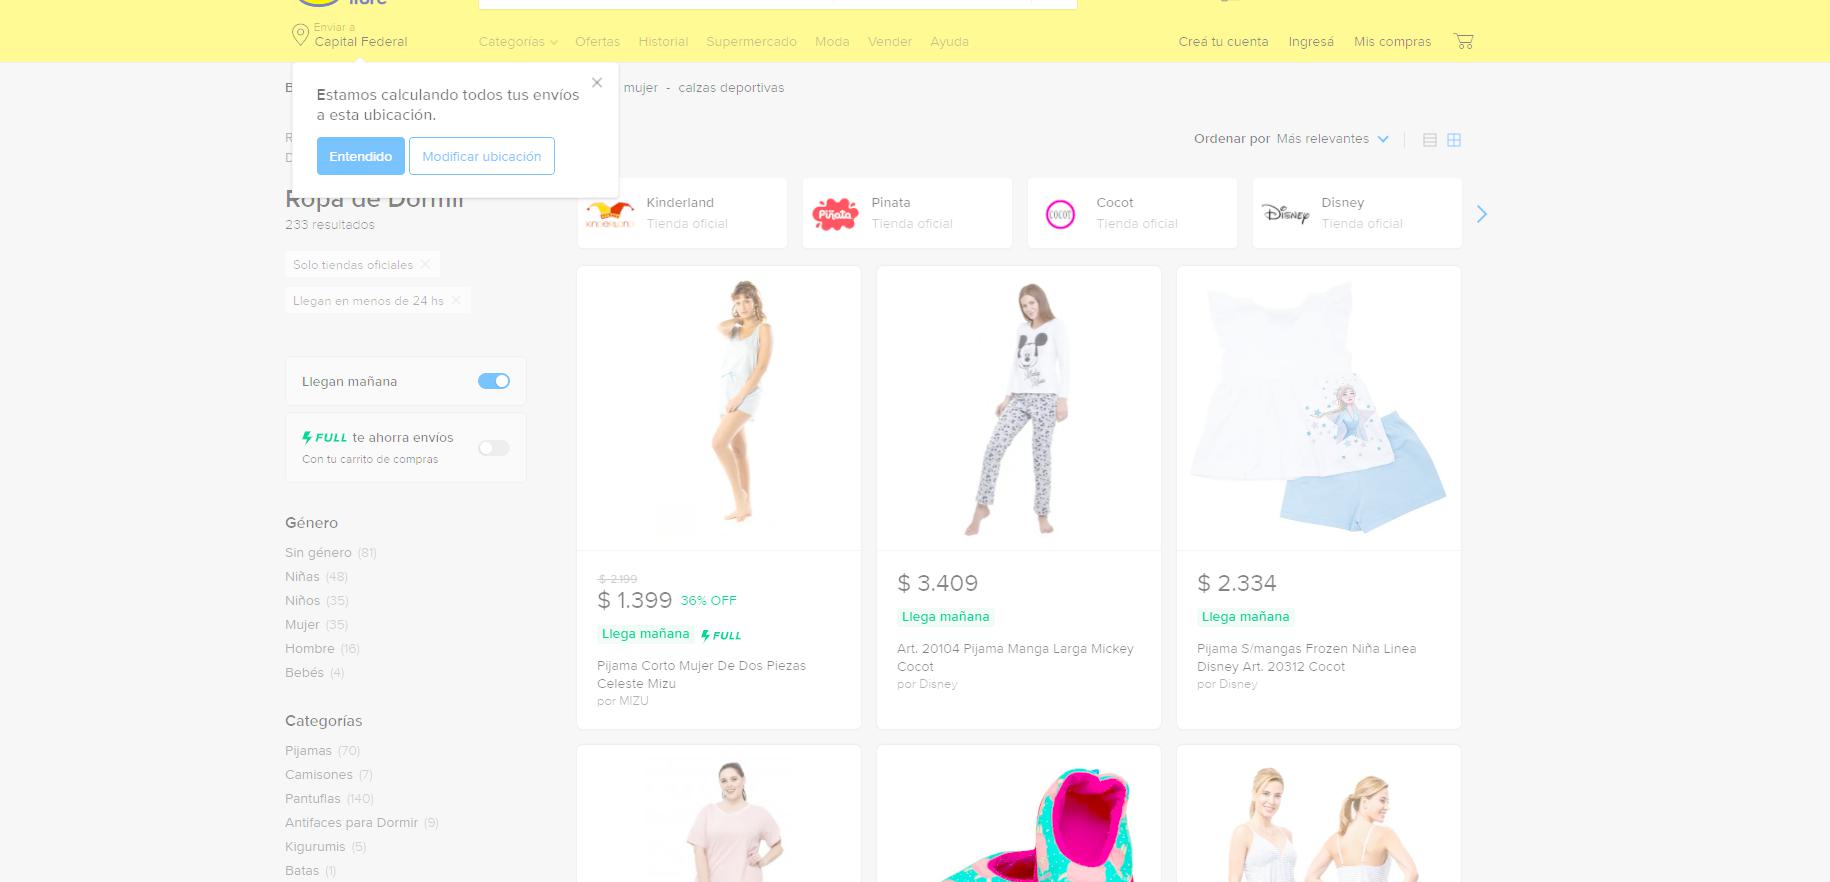 Enviar a
Capital Federal
Categorías
Ofertas
Historial
Supermercado
Moda
Vender
Ayuda
Creá tu cuenta
Ingresá
Mis compras
Estamos calculando todos tus envíos
a esta ubicación.
Entendido
Modificar ubicación
mujer - calzas deportivas
Ordenar por Más relevantes
Ropa de Dormir
233 resultados
Solo tiendas oficiales
Llegan en menos de 24 hs
Kinderland
Tienda oficial
Piñata
Pinata
Tienda oficial
COCOT
Cocot
Tienda oficial
Disney
Disney
Tienda oficial
Llegan mañana
FULL te ahorra envíos
Con tu carrito de compras
Género
Sin género (81)
Niñas (48)
Niños (35)
Mujer (35)
Hombre (16)
Bebés (4)
Categorías
Pijamas (70)
Camisones (7)
Pantuflas (140)
Antifaces para Dormir (9)
Kigurumis (5)
Batas (1)
$ 2.199
$ 1.399 36% OFF
Llega mañana FULL
Pijama Corto Mujer De Dos Piezas
Celeste Mizu
por MIZU
$ 3.409
Llega mañana
Art. 20104 Pijama Manga Larga Mickey
Cocot
por Disney
$ 2.334
Llega mañana
Pijama S/mangas Frozen Niña Linea
Disney Art. 20312 Cocot
por Disney